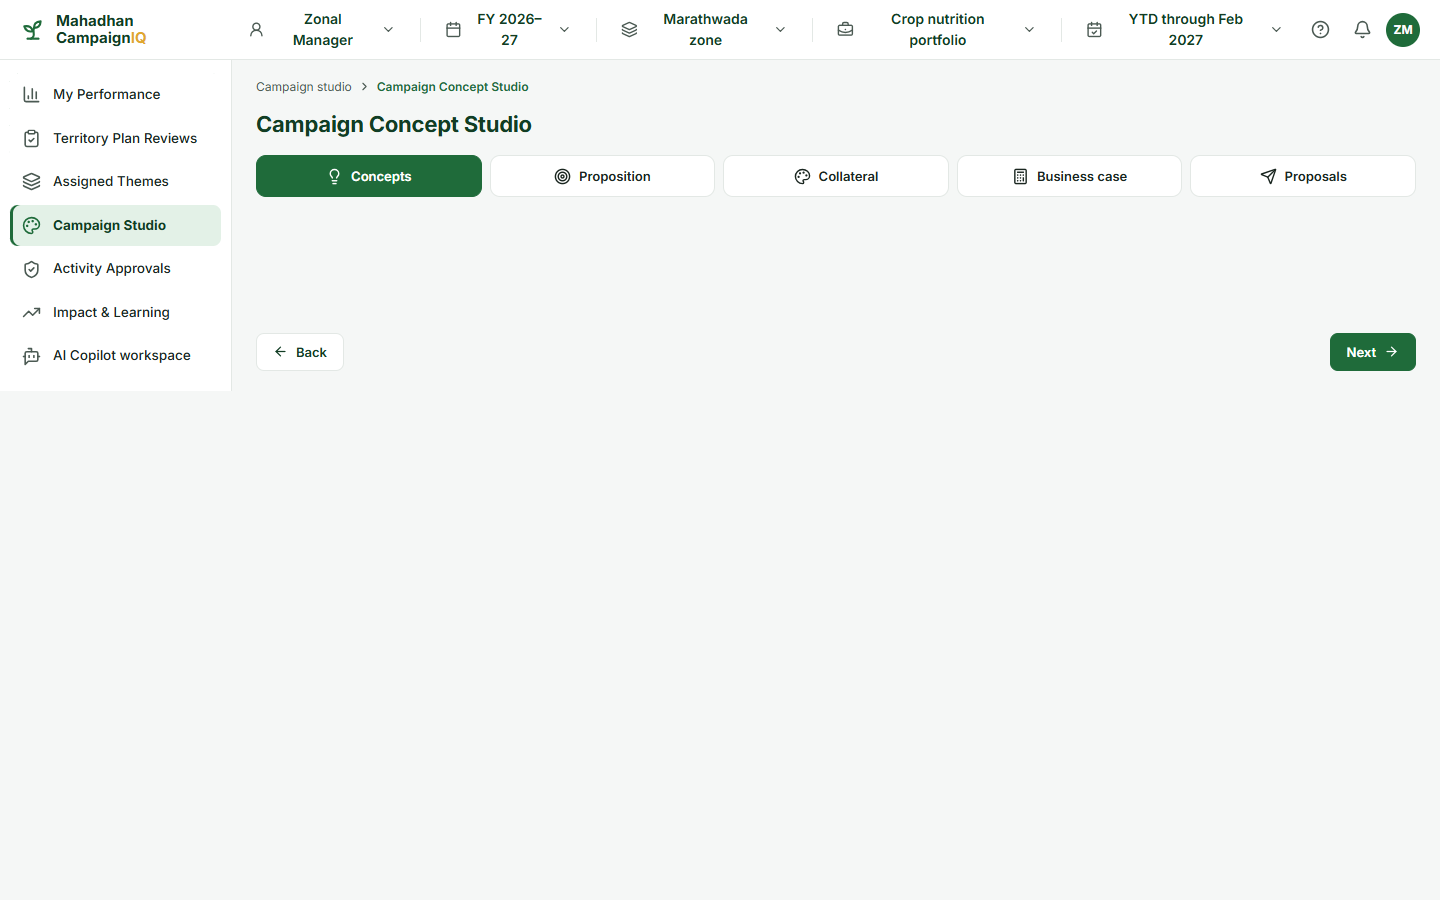 Mahadhan
CampaignIQ
Zonal
Manager
FY 2026–
27
Marathwada
zone
Crop nutrition
portfolio
YTD through Feb
2027
ZM
My Performance
Territory Plan Reviews
Assigned Themes
Campaign Studio
Activity Approvals
Impact & Learning
AI Copilot workspace
Campaign studio > Campaign Concept Studio
Campaign Concept Studio
Concepts
Proposition
Collateral
Business case
Proposals
Back
Next